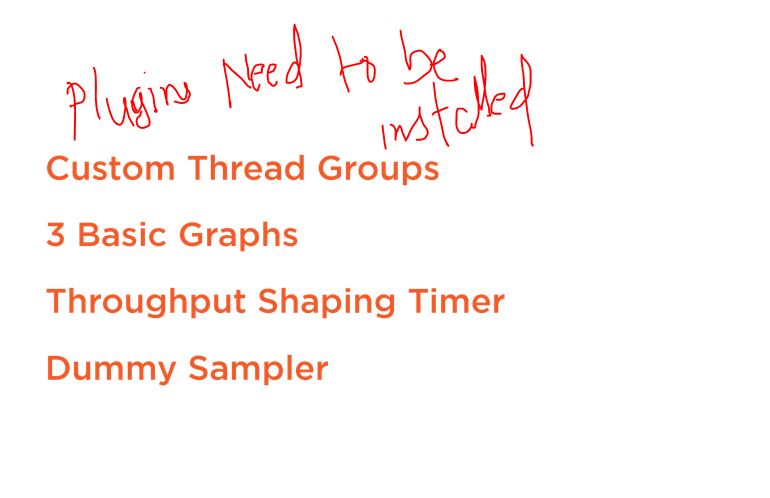 Plugins Need to be
installed
Custom Thread Groups
3 Basic Graphs
Throughput Shaping Timer
Dummy Sampler